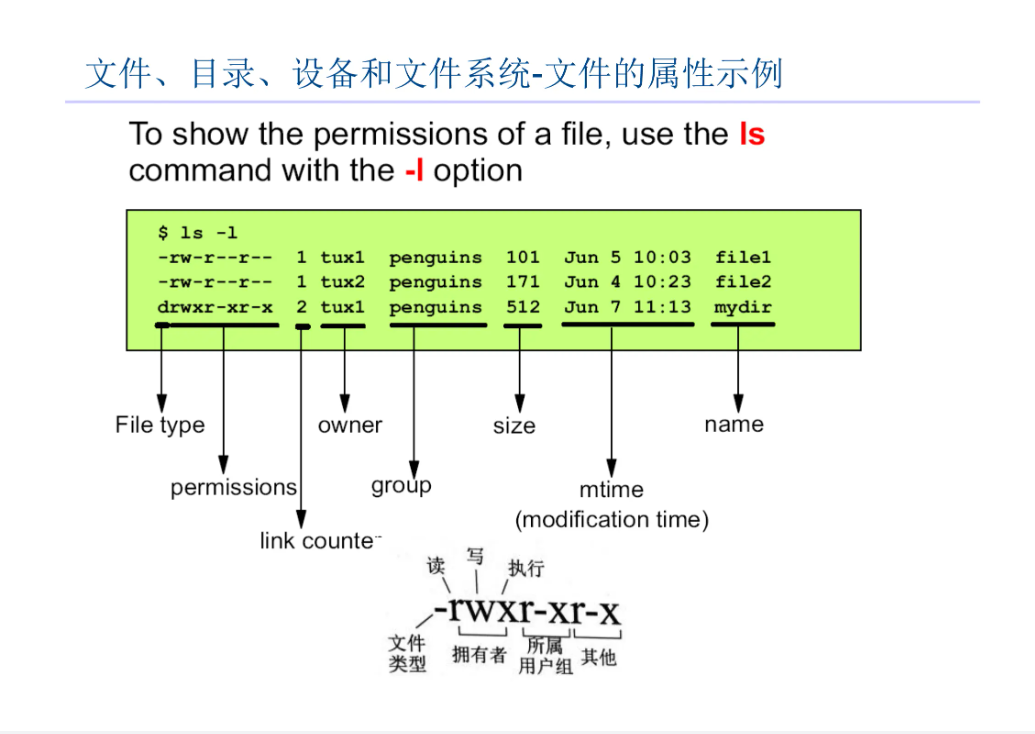 文件、目录、设备和文件系统-文件的属性示例
To show the permissions of a file, use the ls
command with the -l option
$ ls -l
-rw-r--r-- 1 tux1 penguins 101 Jun 5 10:03 file1
-rw-r--r-- 1 tux2 penguins 171 Jun 4 10:23 file2
drwxr-xr-x 2 tux1 penguins 512 Jun 7 11:13 mydir
File type owner size name
permissions group mtime
(modification time)
link counte
读 写 执行
-rwxr-xr-x
文件
类型
拥有者
所属
用户组
其他